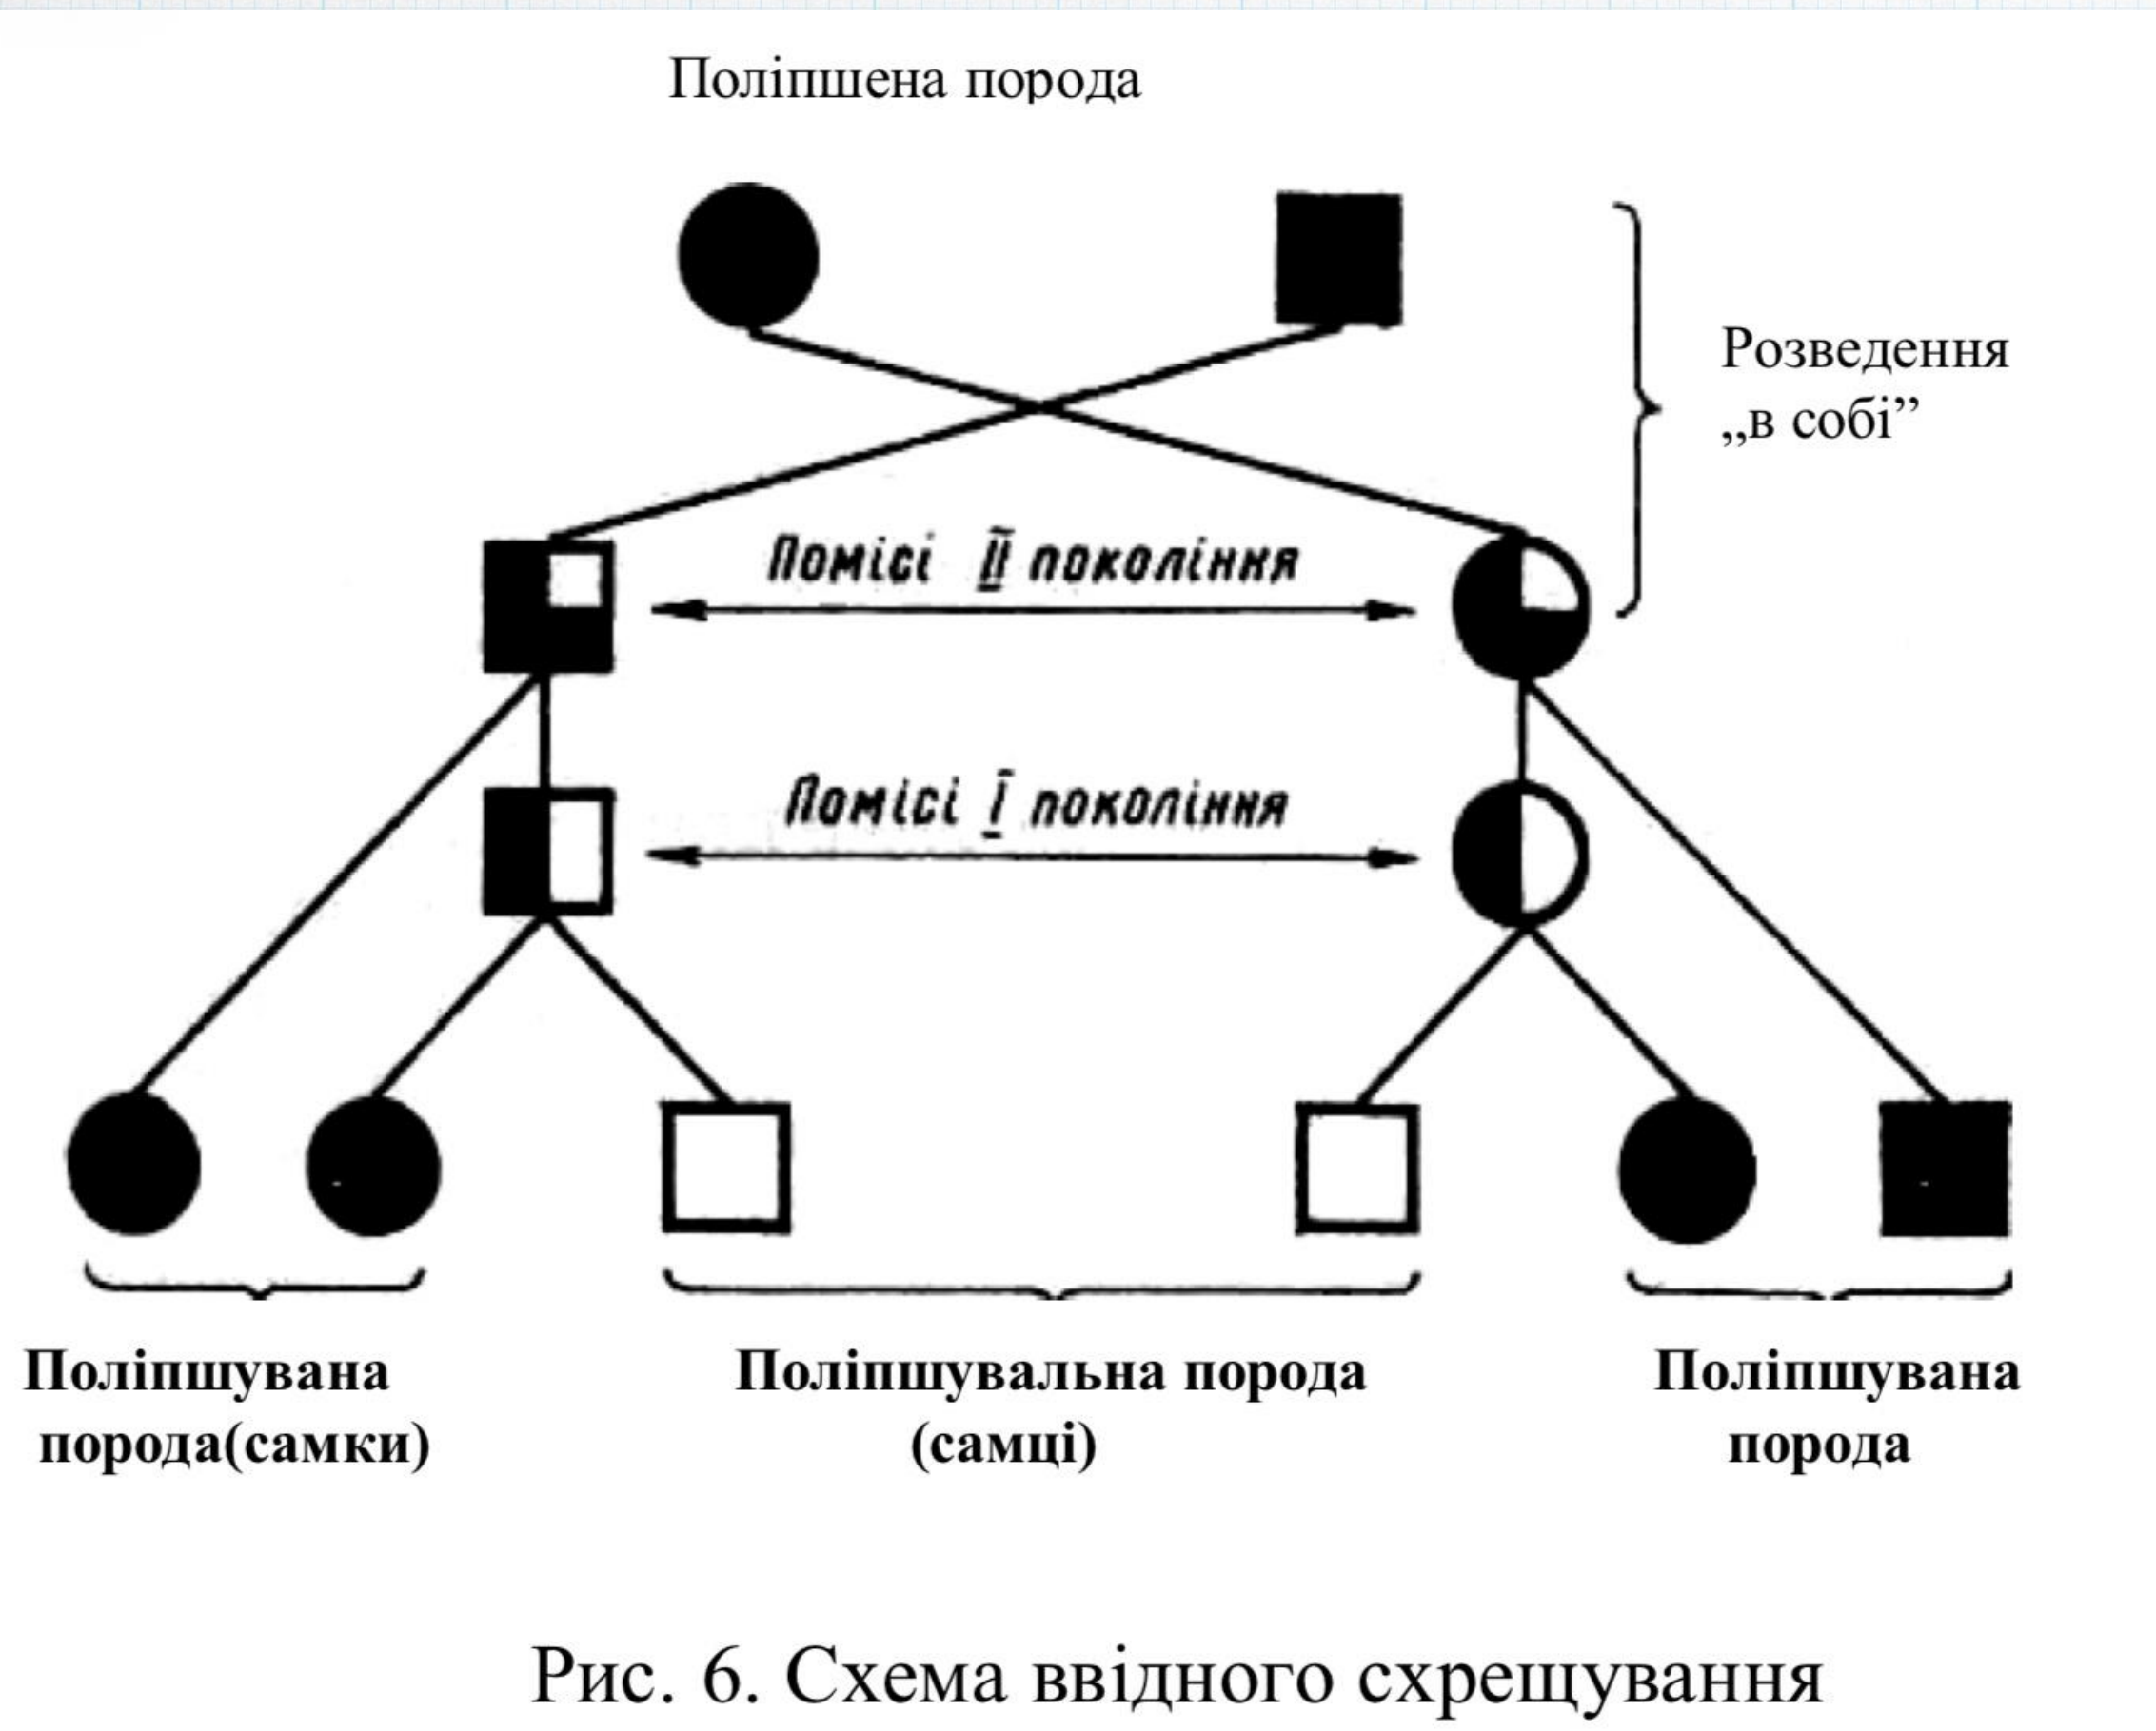 Поліпшена порода
Розведення
„в собі”
Помісі II покоління
Помісі I покоління
Поліпшувана
порода(самки)
Поліпшувальна порода
(самці)
Поліпшувана
порода
Рис. 6. Схема ввідного схрещування